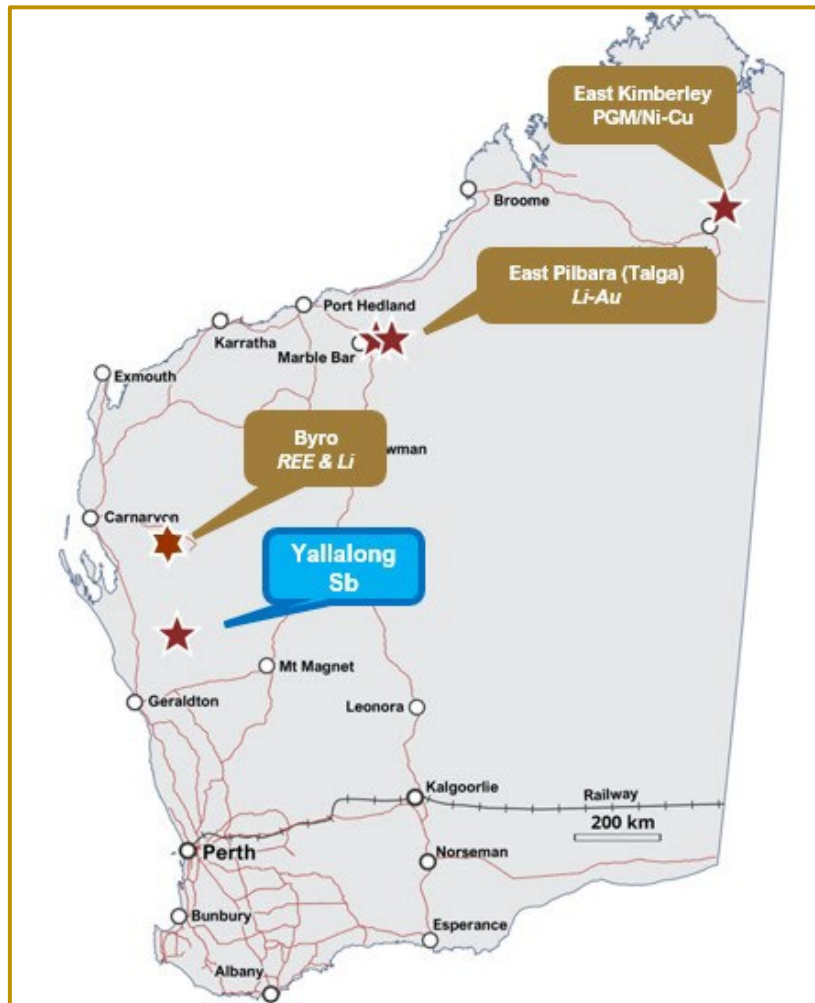 East Kimberley
PGM/Ni-Cu
Broome
East Pilbara (Talga)
Li-Au
Port Hedland
Karratha
Marble Bar
Exmouth
Byro
REE & Li
wman
Carnarvon
Yallalong
Sb
Mt Magnet
Geraldton
Leonora
Kalgoorlie
Railway
200 km
Perth
Norseman
Bunbury
Esperance
Albany